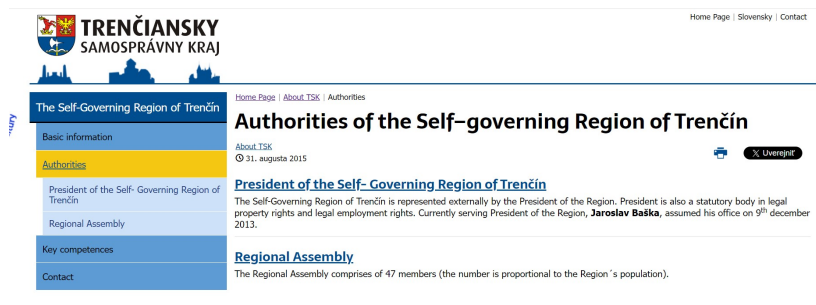 Home Page | Slovensky | Contact
TRENČIANSKY
SAMOSPRÁVNY KRAJ
The Self-Governing Region of Trenčín
Basic information
Authorities
President of the Self- Governing Region of
Trenčín
Regional Assembly
Key competences
Contact
Home Page | About TSK | Authorities
Authorities of the Self-governing Region of Trenčín
About TSK
31. augusta 2015
X Uverejniť
President of the Self- Governing Region of Trenčín
The Self-Governing Region of Trenčín is represented externally by the President of the Region. President is also a statutory body in legal
property rights and legal employment rights. Currently serving President of the Region, Jaroslav Baška, assumed his office on 9th december
2013.
Regional Assembly
The Regional Assembly comprises of 47 members (the number is proportional to the Region´s population).